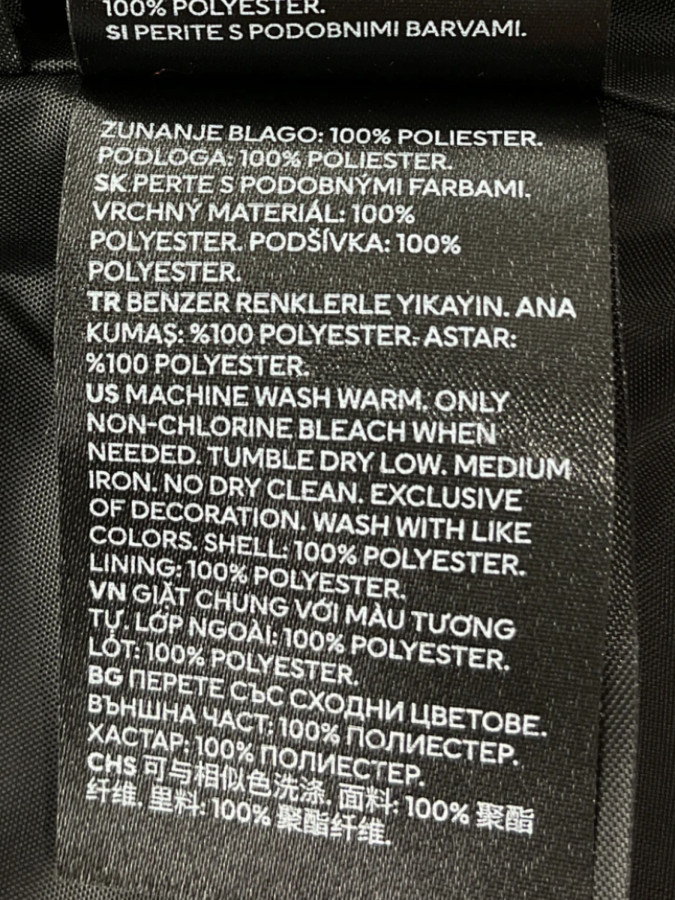 100% POLYESTER.
SI PERITE S PODOBNIMI BARVAMI.
ZUNANJE BLAGO: 100% POLIESTER.
PODLOGA: 100% POLIESTER.
SK PERTE S PODOBNÝMI FARBAMI.
VRCHNÝ MATERIÁL: 100%
POLYESTER. PODŠÍVKA: 100%
POLYESTER.
TR BENZER RENKLERLE YIKAYIN. ANA
KUMAŞ: %100 POLYESTER. ASTAR:
%100 POLYESTER.
US MACHINE WASH WARM. ONLY
NON-CHLORINE BLEACH WHEN
NEEDED. TUMBLE DRY LOW. MEDIUM
IRON. NO DRY CLEAN. EXCLUSIVE
OF DECORATION. WASH WITH LIKE
COLORS. SHELL: 100% POLYESTER.
LINING: 100% POLYESTER.
VN GIẶT CHUNG VỚI MÀU TƯƠNG
TỰ. LỚP NGOÀI: 100% POLYESTER.
LÓT: 100% POLYESTER.
BG ПЕРЕТЕ СЪС СХОДНИ ЦВЕТОВЕ.
ВЪНШНА ЧАСТ: 100% ПОЛИЕСТЕР.
ХАСТАР: 100% ПОЛИЕСТЕР.
CHS 可与相似色洗涤. 面料: 100% 聚酯
纤维. 里料: 100% 聚酯纤维.